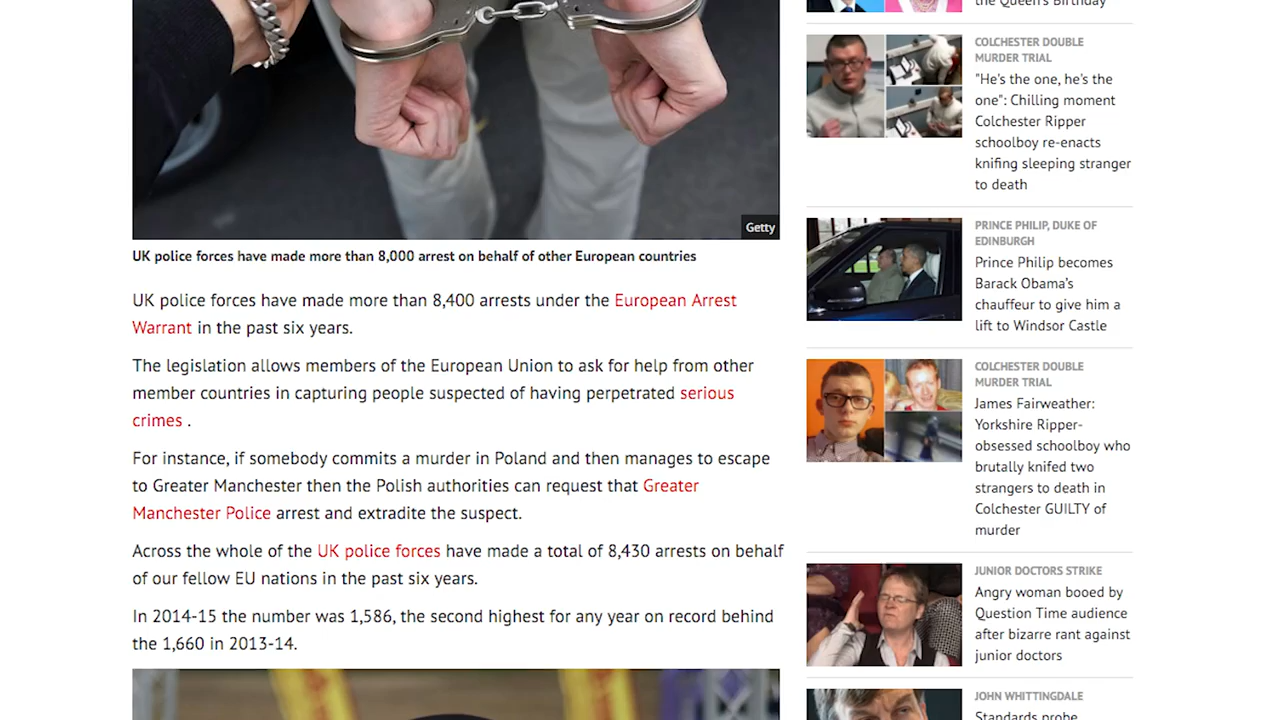 Getty
UK police forces have made more than 8,000 arrest on behalf of other European countries
UK police forces have made more than 8,400 arrests under the European Arrest
Warrant in the past six years.
The legislation allows members of the European Union to ask for help from other
member countries in capturing people suspected of having perpetrated serious
crimes .
For instance, if somebody commits a murder in Poland and then manages to escape
to Greater Manchester then the Polish authorities can request that Greater
Manchester Police arrest and extradite the suspect.
Across the whole of the UK police forces have made a total of 8,430 arrests on behalf
of our fellow EU nations in the past six years.
In 2014-15 the number was 1,586, the second highest for any year on record behind
the 1,660 in 2013-14.
the Queen's Birthday
COLCHESTER DOUBLE
MURDER TRIAL
"He's the one, he's the
one": Chilling moment
Colchester Ripper
schoolboy re-enacts
knifing sleeping stranger
to death
PRINCE PHILIP, DUKE OF
EDINBURGH
Prince Philip becomes
Barack Obama's
chauffeur to give him a
lift to Windsor Castle
COLCHESTER DOUBLE
MURDER TRIAL
James Fairweather:
Yorkshire Ripper-
obsessed schoolboy who
brutally knifed two
strangers to death in
Colchester GUILTY of
murder
JUNIOR DOCTORS STRIKE
Angry woman booed by
Question Time audience
after bizarre rant against
junior doctors
JOHN WHITTINGDALE
Standards probe